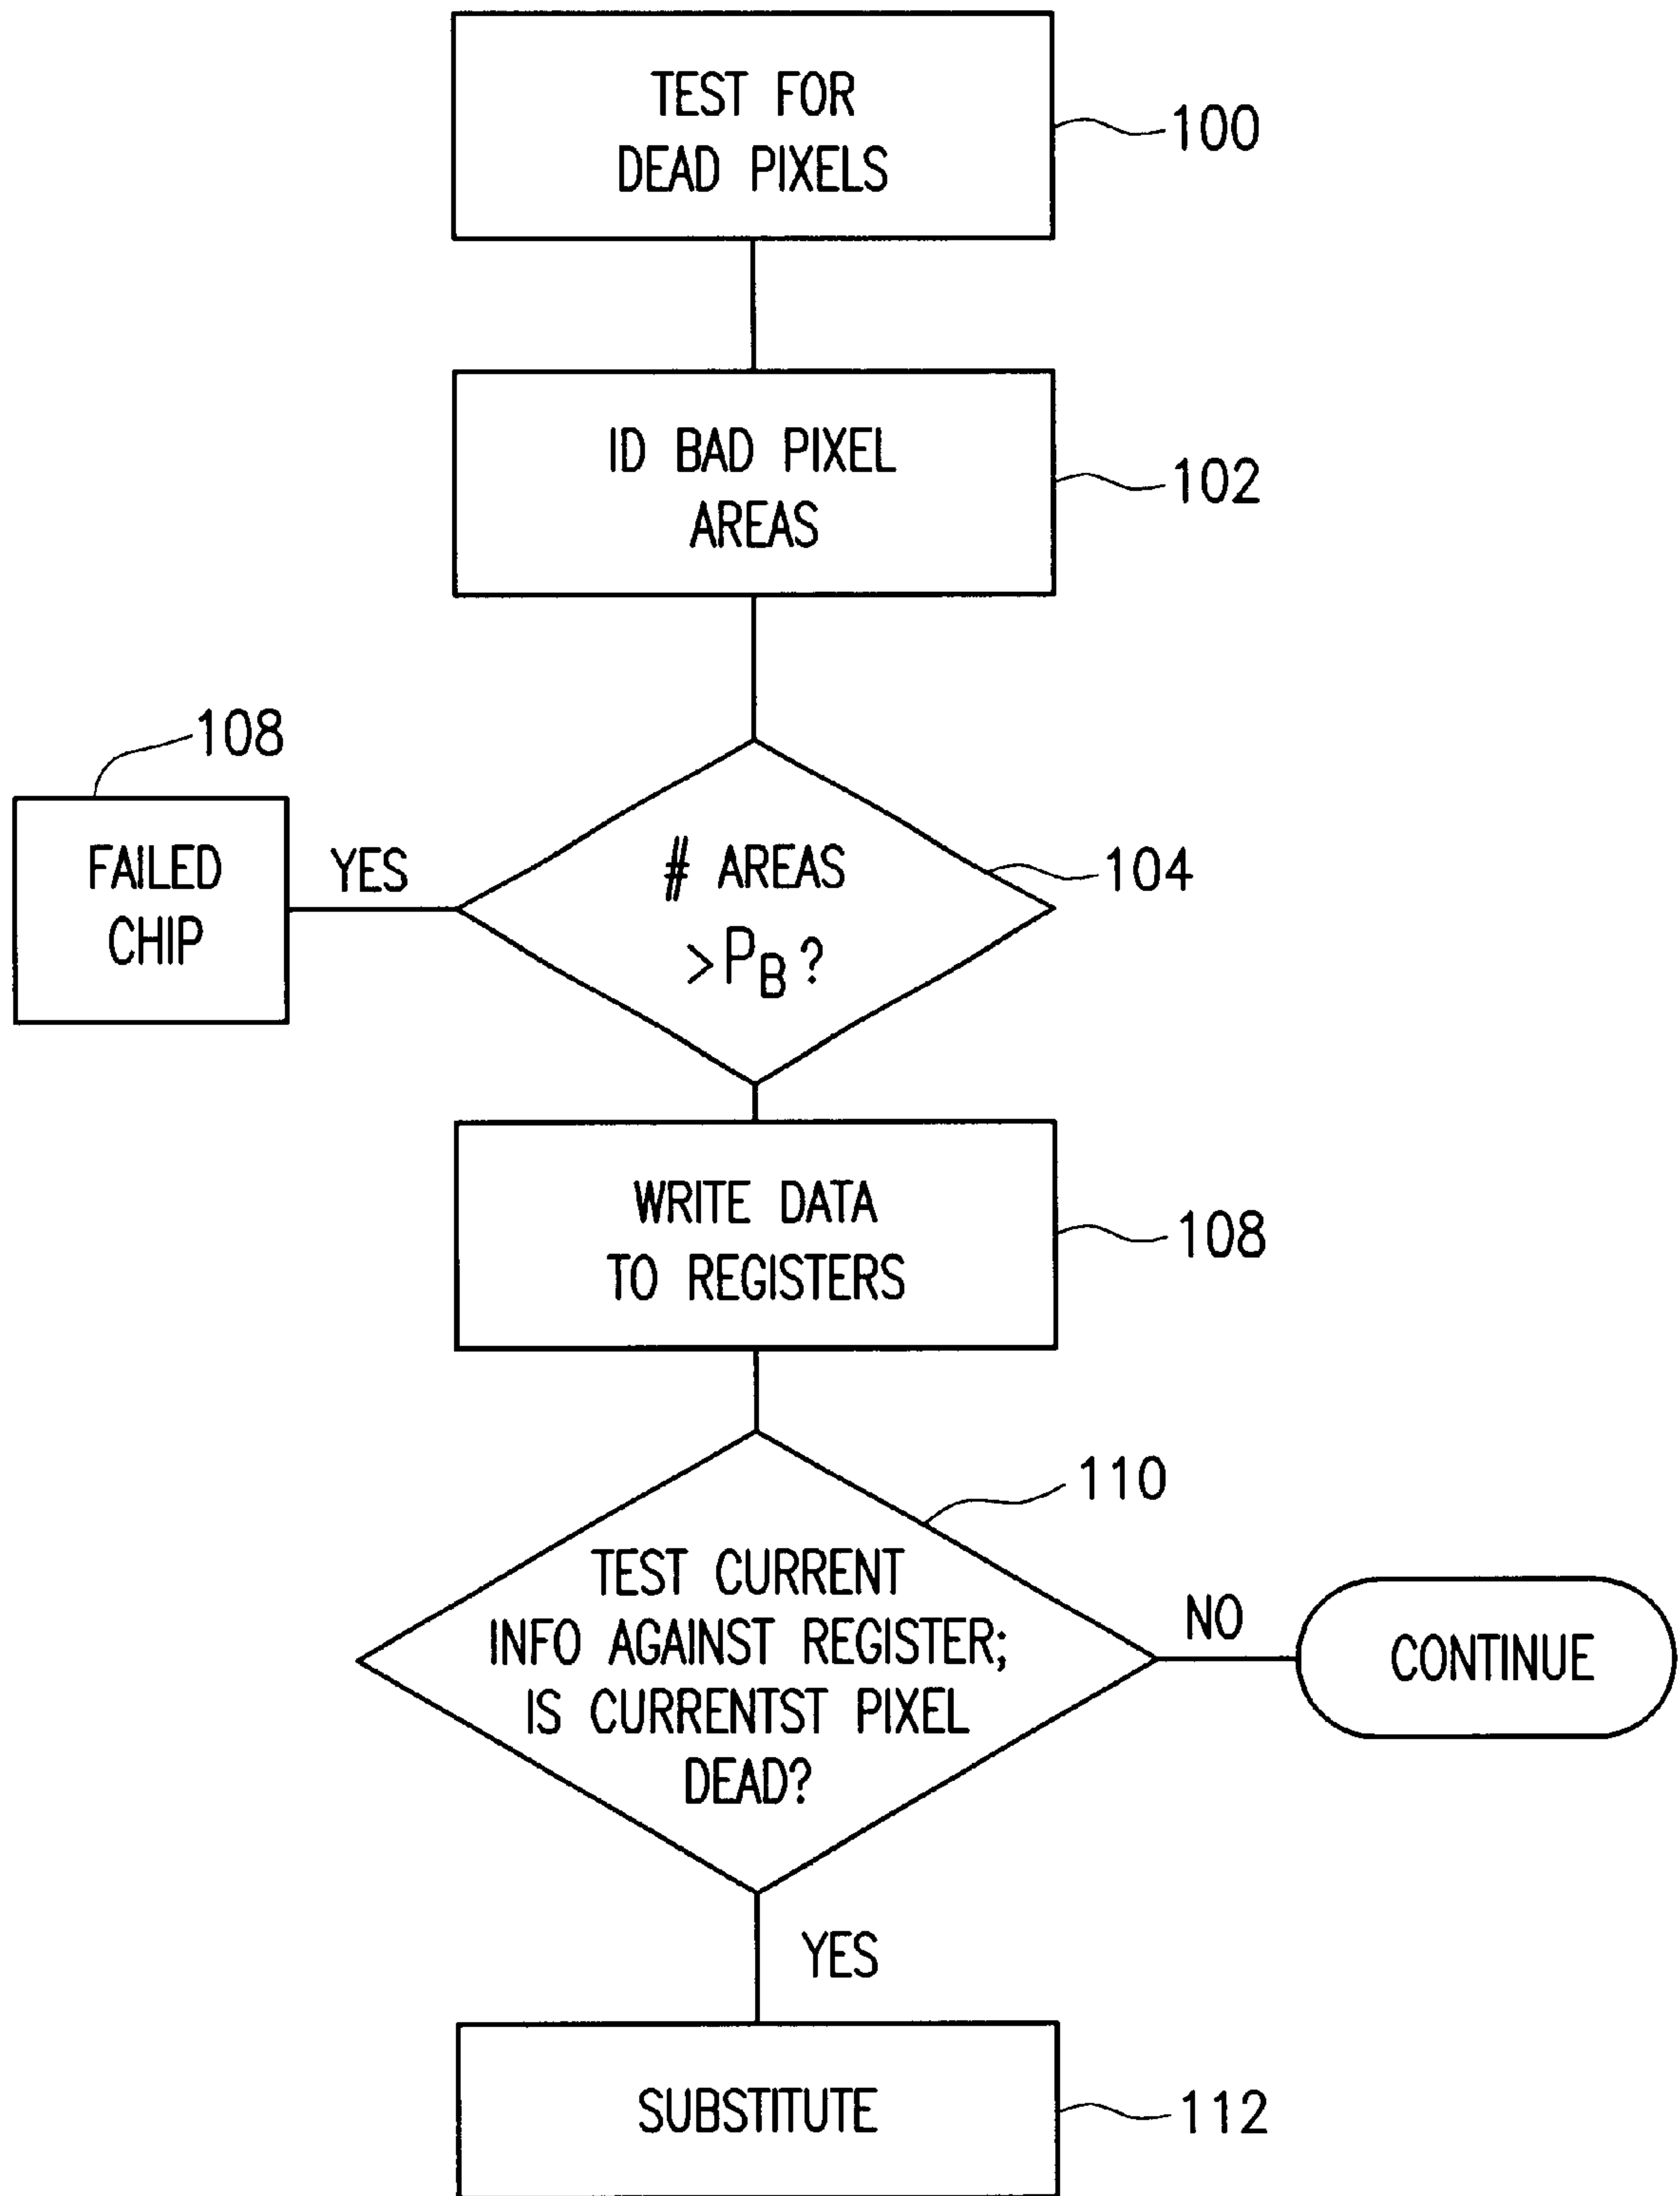 TEST FOR
DEAD PIXELS
100
ID BAD PIXEL
AREAS
102
108
FAILED
CHIP
YES
# AREAS
>PB?
104
WRITE DATA
TO REGISTERS
108
110
TEST CURRENT
INFO AGAINST REGISTER;
IS CURRENTST PIXEL
DEAD?
NO
CONTINUE
YES
SUBSTITUTE
112